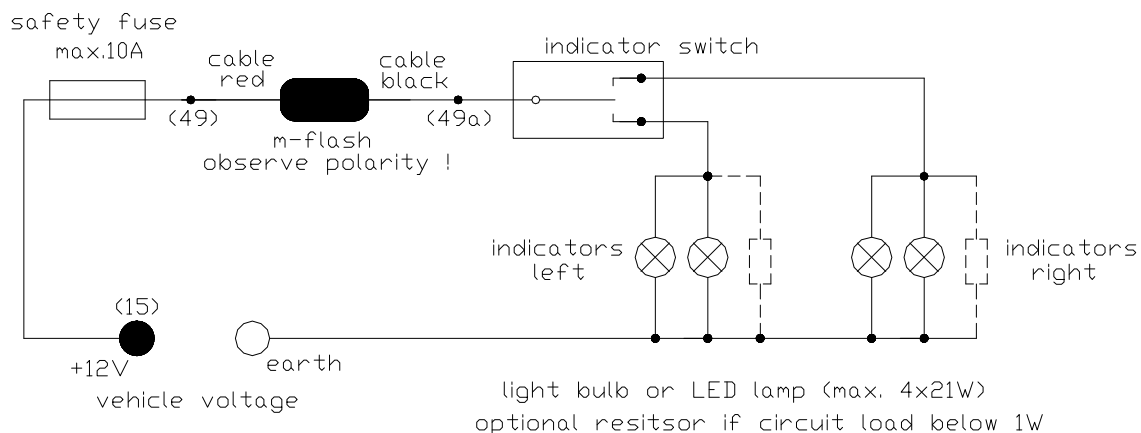 safety fuse
max.10A
cable
red
cable
black
indicator switch
(49)
(49a)
m-flash
observe polarity !
indicators
left
indicators
right
(15)
+12V
earth
vehicle voltage
light bulb or LED lamp (max. 4x21W)
optional resitsor if circuit load below 1W